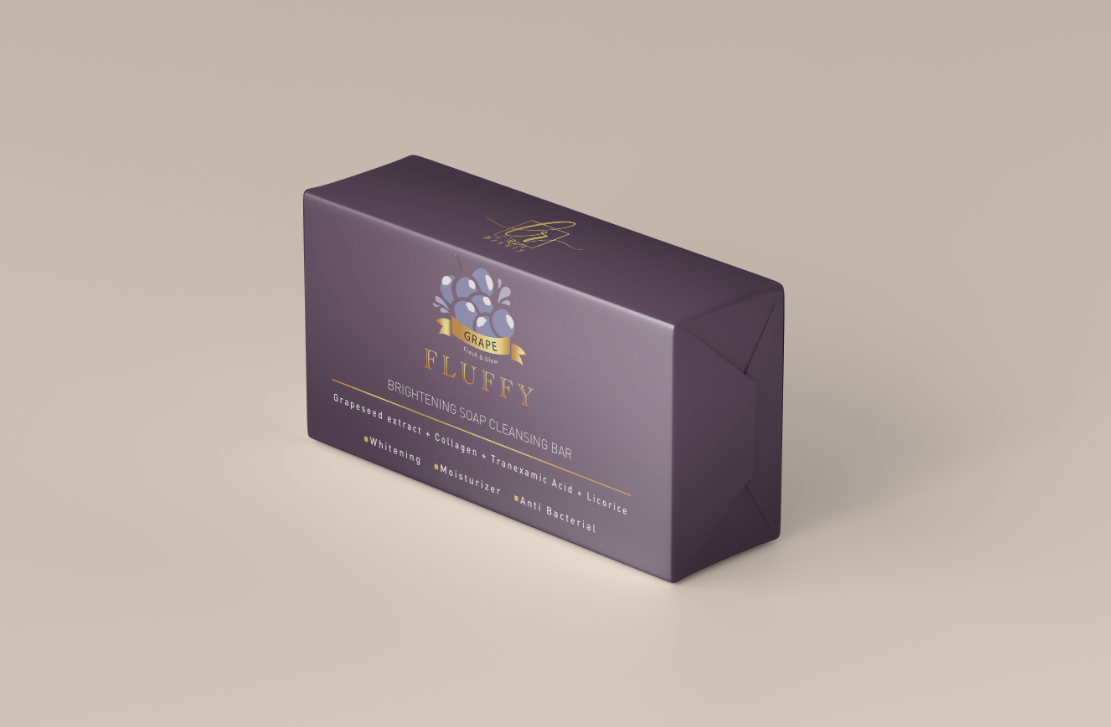 GRAPE
Fresh & Glow
FLUFFY
BRIGHTENING SOAP CLEANSING BAR
Grapeseed extract + Collagen + Tranexamic Acid + Licorice
Whitening Moisturizer Anti Bacterial